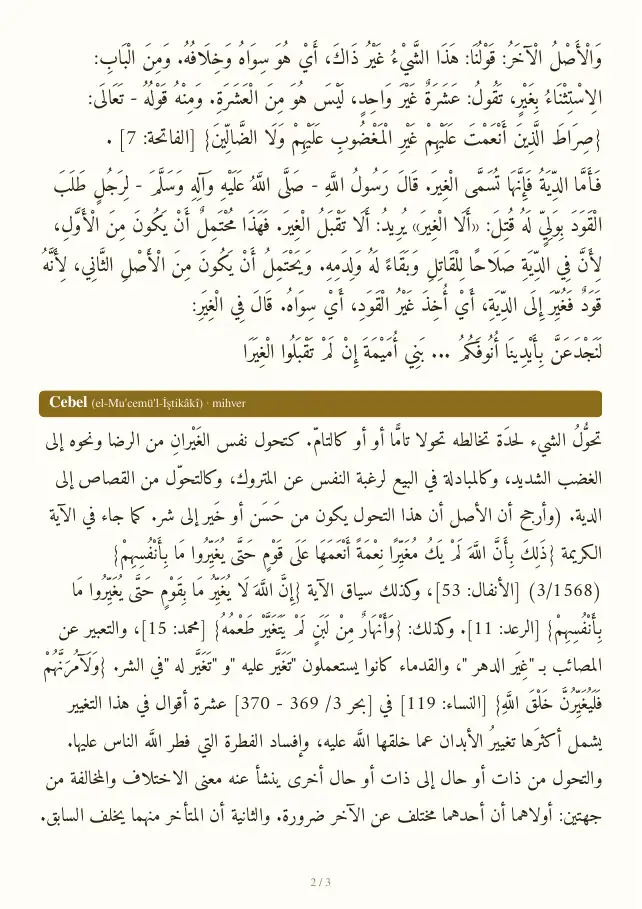 وَالْأَصْلُ الْآخَرُ: قَوْلُنَا: هَذَا الشَّيْءُ غَيْرُ ذَاكَ، أَيْ هُوَ سِوَاهُ وَخِلَافُهُ. وَمِنَ الْبَابِ:
الِاسْتِثْنَاءُ بِغَيْرٍ، تَقُولُ: عَشَرَةٌ غَيْرَ وَاحِدٍ، لَيْسَ هُوَ مِنَ الْعَشَرَةِ. وَمِنْهُ قَوْلُهُ - تَعَالَى:
{صِرَاطَ الَّذِينَ أَنْعَمْتَ عَلَيْهِمْ غَيْرِ الْمَغْضُوبِ عَلَيْهِمْ وَلَا الضَّالِّينَ} [الفاتحة: 7] .
فَأَمَّا الدِّيَةُ فَإِنَّهَا تُسَمَّى الْغِيَرَ. قَالَ رَسُولُ اللَّهِ - صَلَّى اللَّهُ عَلَيْهِ وَآلِهِ وَسَلَّمَ - لِرَجُلٍ طَلَبَ
الْقَوَدَ بِوَلِيٍّ لَهُ قُتِلَ: «أَلَا الْغِيَرَ» يُرِيدُ: أَلَا تَقْبَلُ الْغِيَرَ. فَهَذَا مُحْتَمِلٌ أَنْ يَكُونَ مِنَ الْأَوَّلِ،
لِأَنَّ فِي الدِّيَةِ صَلَاحًا لِلْقَاتِلِ وَبَقَاءً لَهُ وَلِدَمِهِ. وَيَحْتَمِلُ أَنْ يَكُونَ مِنَ الْأَصْلِ الثَّانِي، لِأَنَّهُ
قَوَدٌ فَغُيِّرَ إِلَى الدِّيَةِ، أَيْ أُخِذَ غَيْرُ الْقَوَدِ، أَيْ سِوَاهُ. قَالَ فِي الْغِيَرِ:
لَنَجْدَعَنَّ بِأَيْدِينَا أُنُوفَكُمُ ... بَنِي أُمَيْمَةَ إِنْ لَمْ تَقْبَلُوا الْغِيَرَا
Cebel (el-Mu'cemü'l-İştikâkî) · mihver
تحوُّلُ الشيء لحدّة تخالطه تحولا تامًّا أو أو كالتامّ. كتحول نفس الغَيْرانِ من الرضا ونحوه إلى
الغضب الشديد، وكالمبادلة في البيع لرغبة النفس عن المتروك، وكالتحوّل من القصاص إلى
الدية. (وأرجح أن الأصل أن هذا التحول يكون من حَسَن أو خَير إلى شر. كما جاء في الآية
الكريمة {ذَلِكَ بِأَنَّ اللَّهَ لَمْ يَكُ مُغَيِّرًا نِعْمَةً أَنْعَمَهَا عَلَى قَوْمٍ حَتَّى يُغَيِّرُوا مَا بِأَنْفُسِهِمْ}
(3/1568) [الأنفال: 53]، وكذلك سياق الآية {إِنَّ اللَّهَ لَا يُغَيِّرُ مَا بِقَوْمٍ حَتَّى يُغَيِّرُوا مَا
بِأَنْفُسِهِمْ} [الرعد: 11]. وكذلك: {وَأَنْهَارٌ مِنْ لَبَنٍ لَمْ يَتَغَيَّرْ طَعْمُهُ} [محمد: 15]، والتعبير عن
المصائب بـ "غِيَر الدهر "، والقدماء كانوا يستعملون "تَغَيَّر عليه "و "تَغَيَّر له "في الشر. {وَلَآمُرَنَّهُمْ
فَلَيُغَيِّرُنَّ خَلْقَ اللَّهِ} [النساء: 119] في [بحر 3/ 369 - 370] عشرة أقوال في هذا التغيير
يشمل أكثرَها تغييرُ الأبدان عما خلقها الله عليه، وإفساد الفطرة التي فطر الله الناس عليها.
والتحول من ذات أو حال إلى ذات أو حال أخرى ينشأ عنه معنى الاختلاف والمخالفة من
جهتين: أولاهما أن أحدهما مختلف عن الآخر ضرورة. والثانية أن المتأخر منهما يخلف السابق.
2 / 3